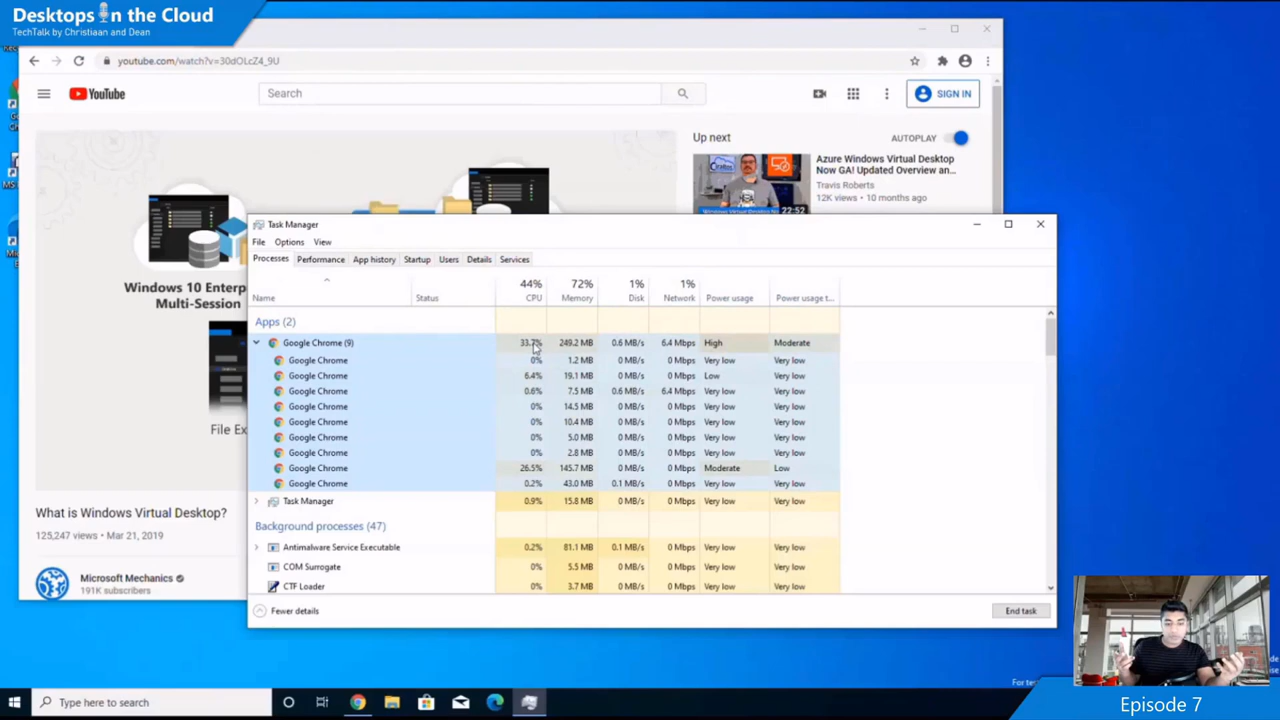 Desktops in the Cloud
TechTalk by Christiaan and Dean
youtube.com/watch?v=30dOLcZ4_9U
YouTube
Search
SIGN IN
Up next
AUTOPLAY
Azure Windows Virtual Desktop
Now GA! Updated Overview an...
Travis Roberts
12K views • 10 months ago
Ciraltos
22:52
Windows 10 Enterp
Multi-Session
File Ex
What is Windows Virtual Desktop?
125,247 views • Mar 21, 2019
Microsoft Mechanics
191K subscribers
Task Manager
File Options View
Processes Performance App history Startup Users Details Services
44% 72% 1% 1%
Name Status CPU Memory Disk Network Power usage Power usage t...
Apps (2)
Google Chrome (9) 33.7% 249.2 MB 0.6 MB/s 6.4 Mbps High Moderate
Google Chrome 0% 1.2 MB 0 MB/s 0 Mbps Very low Very low
Google Chrome 6.4% 19.1 MB 0 MB/s 0 Mbps Low Very low
Google Chrome 0.6% 7.5 MB 0.6 MB/s 6.4 Mbps Very low Very low
Google Chrome 0% 14.5 MB 0 MB/s 0 Mbps Very low Very low
Google Chrome 0% 10.4 MB 0 MB/s 0 Mbps Very low Very low
Google Chrome 0% 5.0 MB 0 MB/s 0 Mbps Very low Very low
Google Chrome 0% 2.8 MB 0 MB/s 0 Mbps Very low Very low
Google Chrome 26.5% 145.7 MB 0 MB/s 0 Mbps Moderate Low
Google Chrome 0.2% 43.0 MB 0.1 MB/s 0 Mbps Very low Very low
Task Manager 0.9% 15.8 MB 0 MB/s 0 Mbps Very low Very low
Background processes (47)
Antimalware Service Executable 0.2% 81.1 MB 0.1 MB/s 0 Mbps Very low Very low
COM Surrogate 0% 5.5 MB 0 MB/s 0 Mbps Very low Very low
CTF Loader 0% 3.7 MB 0 MB/s 0 Mbps Very low Very low
Fewer details
End task
Type here to search
Episode 7